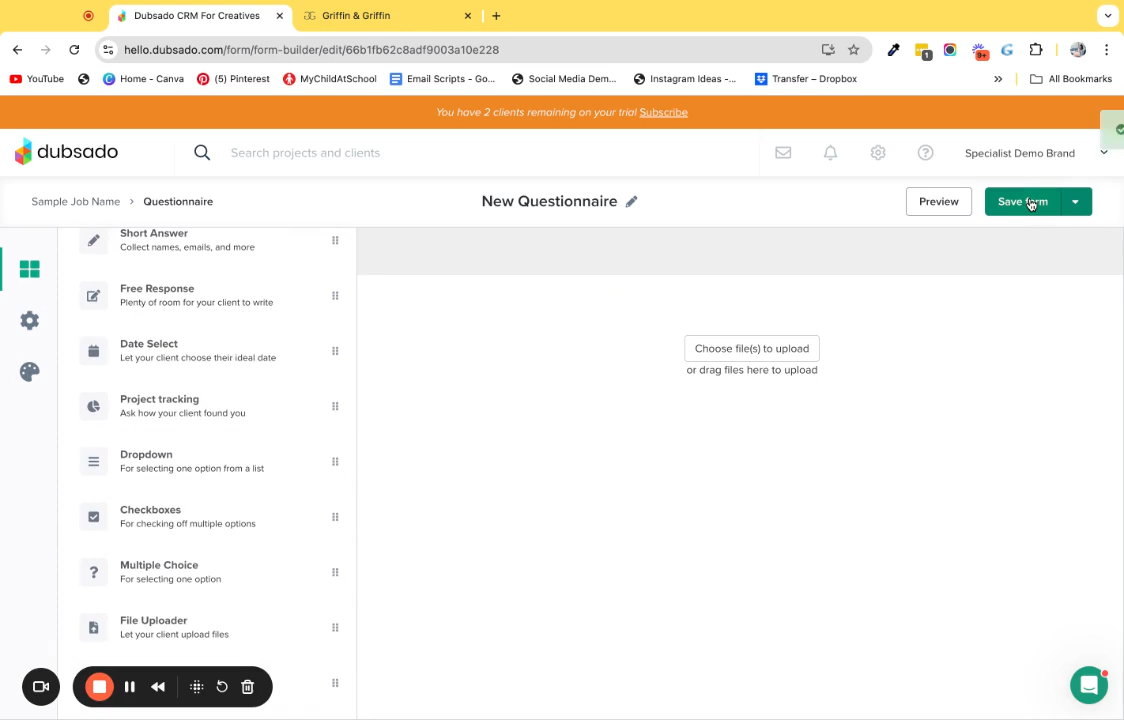 Dubsado CRM For Creatives
Griffin & Griffin
hello.dubsado.com/form/form-builder/edit/66b1fb62c8adf9003a10e228
1
9+
YouTube
Home - Canva
(5) Pinterest
MyChildAtSchool
Email Scripts - Go...
Social Media Dem...
Instagram Ideas -...
Transfer – Dropbox
»
All Bookmarks
You have 2 clients remaining on your trial Subscribe
dubsado
Search projects and clients
Specialist Demo Brand
Sample Job Name > Questionnaire
New Questionnaire
Preview
Save form
Short Answer
Collect names, emails, and more
Free Response
Plenty of room for your client to write
Date Select
Let your client choose their ideal date
Project tracking
Ask how your client found you
Dropdown
For selecting one option from a list
Checkboxes
For checking off multiple options
Multiple Choice
For selecting one option
File Uploader
Let your client upload files
Choose file(s) to upload
or drag files here to upload